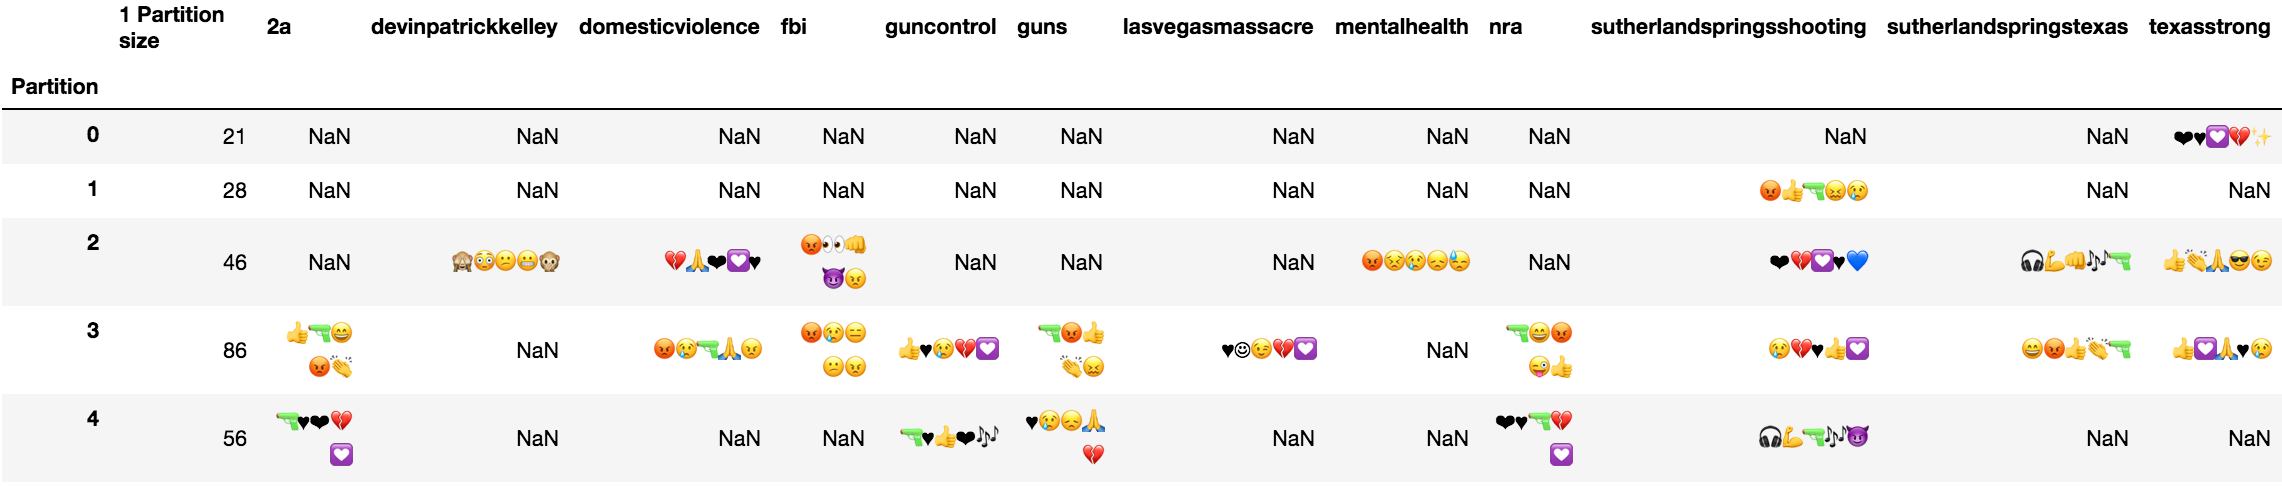 1 Partition size 2a devinpatrickkelley domesticviolence fbi guncontrol guns lasvegasmassacre mentalhealth nra sutherlandspringsshooting sutherlandspringstexas texasstrong
Partition
0 21 NaN NaN NaN NaN NaN NaN NaN NaN NaN NaN NaN ❤♥💟💔✨
1 28 NaN NaN NaN NaN NaN NaN NaN NaN NaN 😡👍🔫😖😢 NaN NaN
2 46 NaN 🙈😳😕😬🙊 💔🙏❤💟♥ 😡👀👊😈😠 NaN NaN NaN 😡😣😢😞😓 NaN ❤💔💟♥💙 🎧💪👊🎶🔫 👍👏🙏😎😉
3 86 👍🔫😄😡👏 NaN 😡😢🔫🙏😠 😡😢😑😕😠 👍♥😢💔💟 🔫😡👍👏😖 ♥☺😉💔💟 NaN 🔫😄😡😜👍 😢💔♥👍💟 😄😡👍👏🔫 👍💟🙏♥😢
4 56 🔫♥❤💔💟 NaN NaN NaN 🔫♥👍❤🎶 ♥😢😞🙏💔 NaN NaN ❤♥🔫💔💟 🎧💪🔫🎶😈 NaN NaN